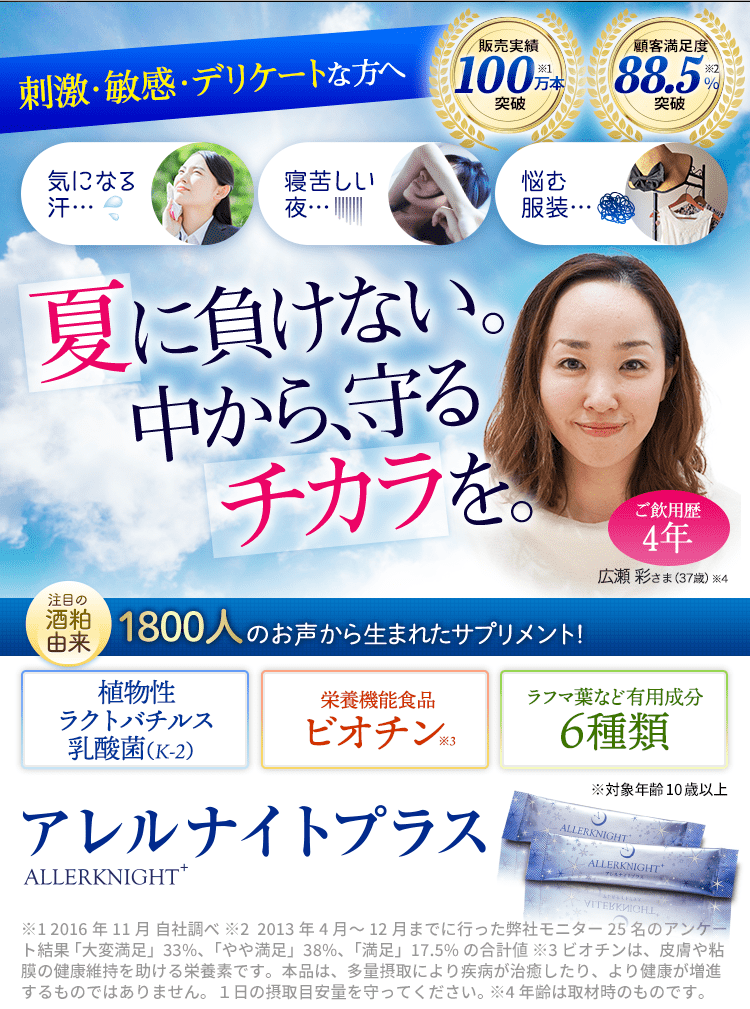 刺激・敏感・デリケートな方へ
販売実績
100万本※1
突破
顧客満足度
88.5%※2
突破
気になる
汗…
寝苦しい
夜…
悩む
服装…
夏に負けない。
中から、守る
チカラを。
ご飲用歴
4年
広瀬 彩さま(37歳)※4
注目の
酒粕
由来
1800人のお声から生まれたサプリメント!
植物性
ラクトバチルス
乳酸菌(K-2)
栄養機能食品
ビオチン※3
ラフマ葉など有用成分
6種類
※対象年齢10歳以上
アレルナイトプラス
ALLERKNIGHT+
ALLERKNIGHT+
ALLERKNIGHT+
アレルナイトプラス
※1 2016年11月 自社調べ ※2 2013年4月〜12月までに行った弊社モニター25名のアンケー
ト結果「大変満足」33%、「やや満足」38%、「満足」17.5%の合計値 ※3 ビオチンは、皮膚や粘
膜の健康維持を助ける栄養素です。本品は、多量摂取により疾病が治癒したり、より健康が増進
するものではありません。1日の摂取目安量を守ってください。※4 年齢は取材時のものです。